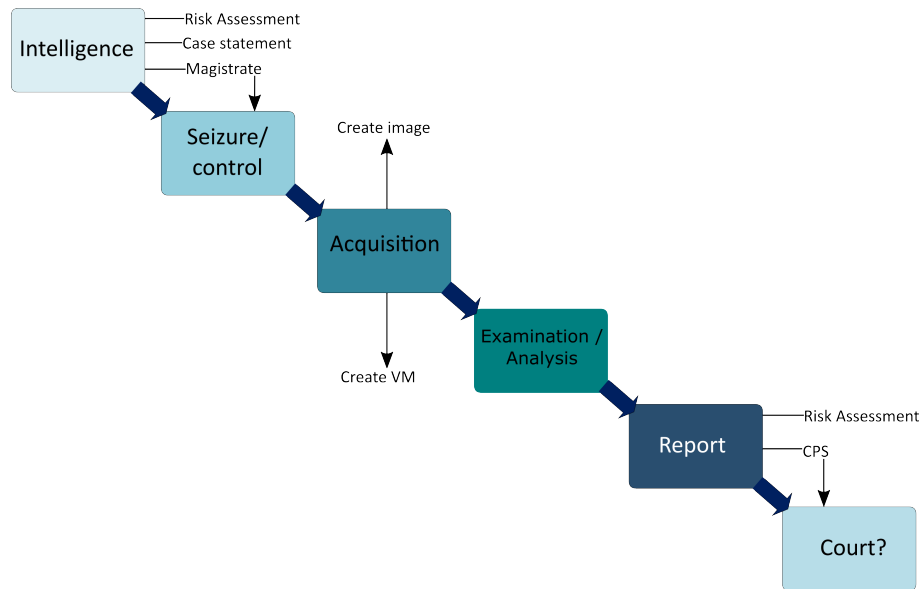 Intelligence
Risk Assessment
Case statement
Magistrate
Seizure/
control
Create image
Acquisition
Create VM
Examination /
Analysis
Report
Risk Assessment
CPS
Court?